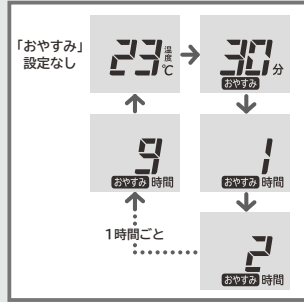 「おやすみ」
設定なし
23 温度 ℃
30 分
おやすみ
9
おやすみ 時間
1
おやすみ 時間
1時間ごと
2
おやすみ 時間